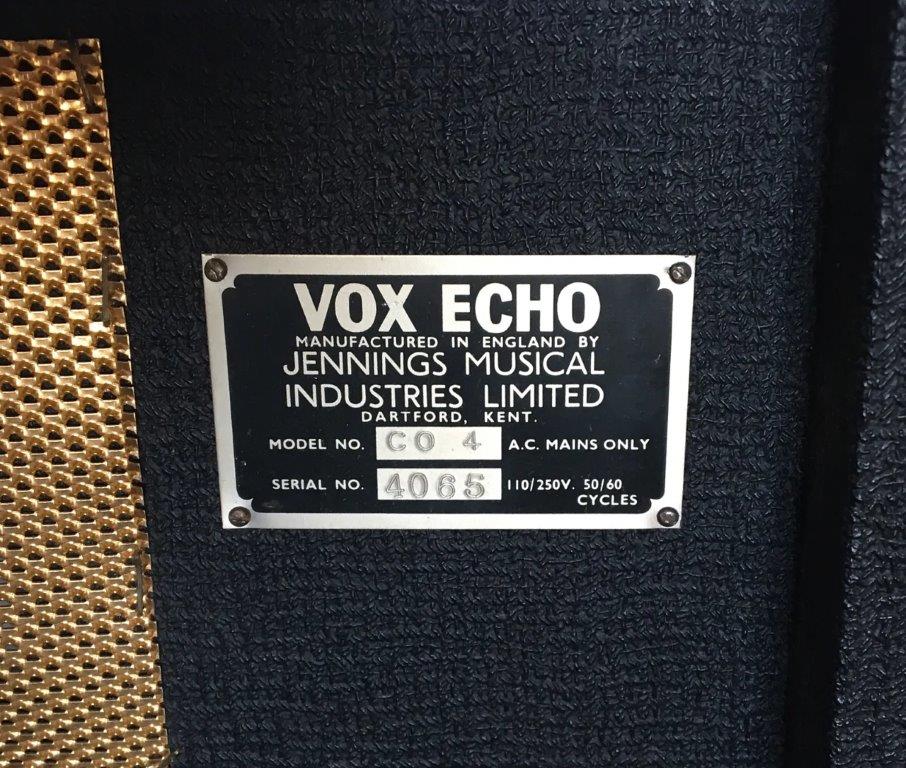 VOX ECHO
MANUFACTURED IN ENGLAND BY
JENNINGS MUSICAL
INDUSTRIES LIMITED
DARTFORD, KENT.
MODEL NO. CO 4 A.C. MAINS ONLY
SERIAL NO. 4065 110/250V. 50/60
CYCLES